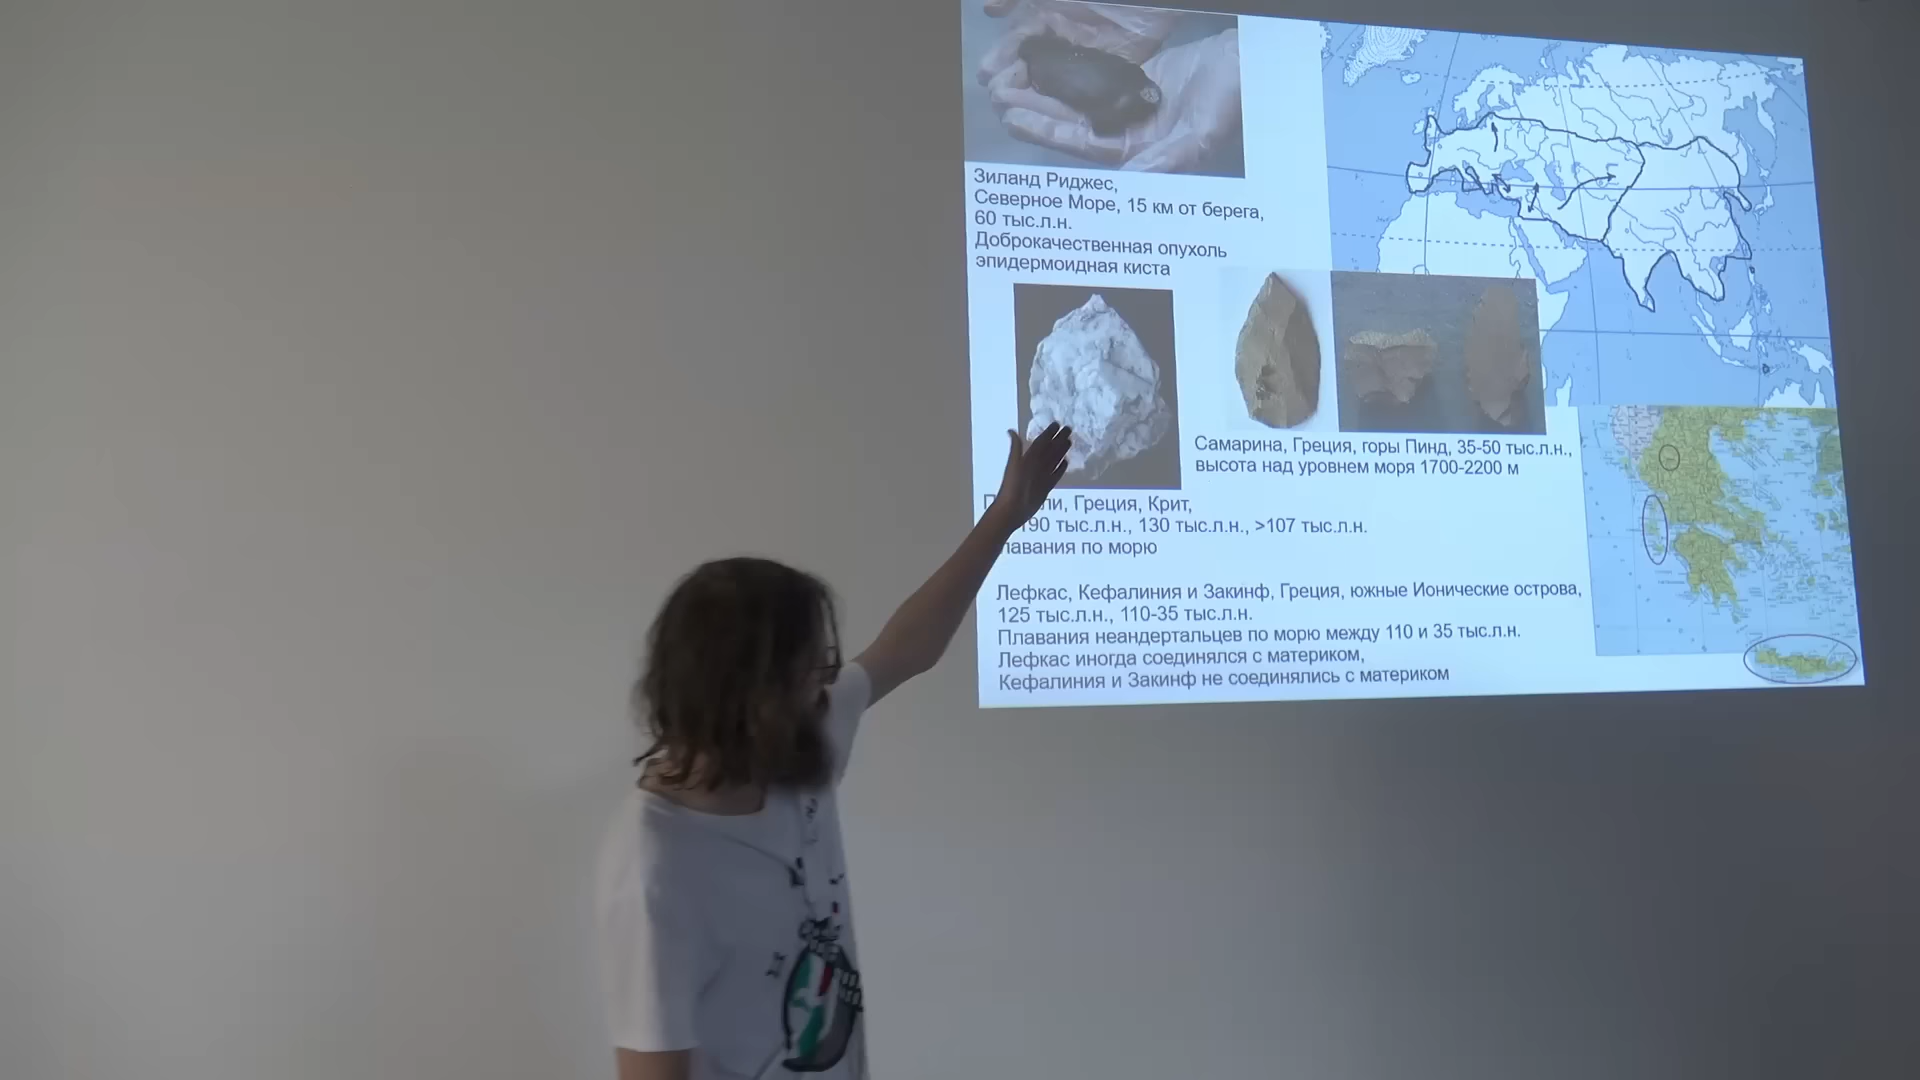 Зиланд Риджес,
Северное Море, 15 км от берега,
60 тыс.л.н.
Доброкачественная опухоль
эпидермоидная киста
Самарина, Греция, горы Пинд, 35-50 тыс.л.н.,
высота над уровнем моря 1700-2200 м
Греция, Крит,
190 тыс.л.н., 130 тыс.л.н., >107 тыс.л.н.
по морю
Лефкас, Кефалиния и Закинф, Греция, южные Ионические острова,
125 тыс.л.н., 110-35 тыс.л.н.
Плавания неандертальцев по морю между 110 и 35 тыс.л.н.
Лефкас иногда соединялся с материком,
Кефалиния и Закинф не соединялись с материком